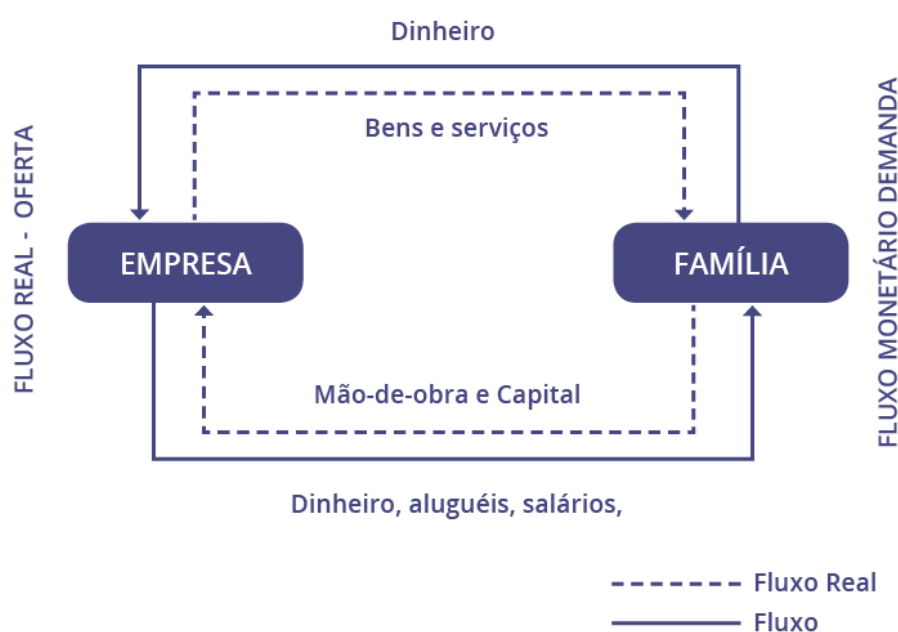 Dinheiro
Bens e serviços
FLUXO REAL - OFERTA
EMPRESA
FAMÍLIA
FLUXO MONETÁRIO DEMANDA
Mão-de-obra e Capital
Dinheiro, aluguéis, salários,
Fluxo Real
Fluxo